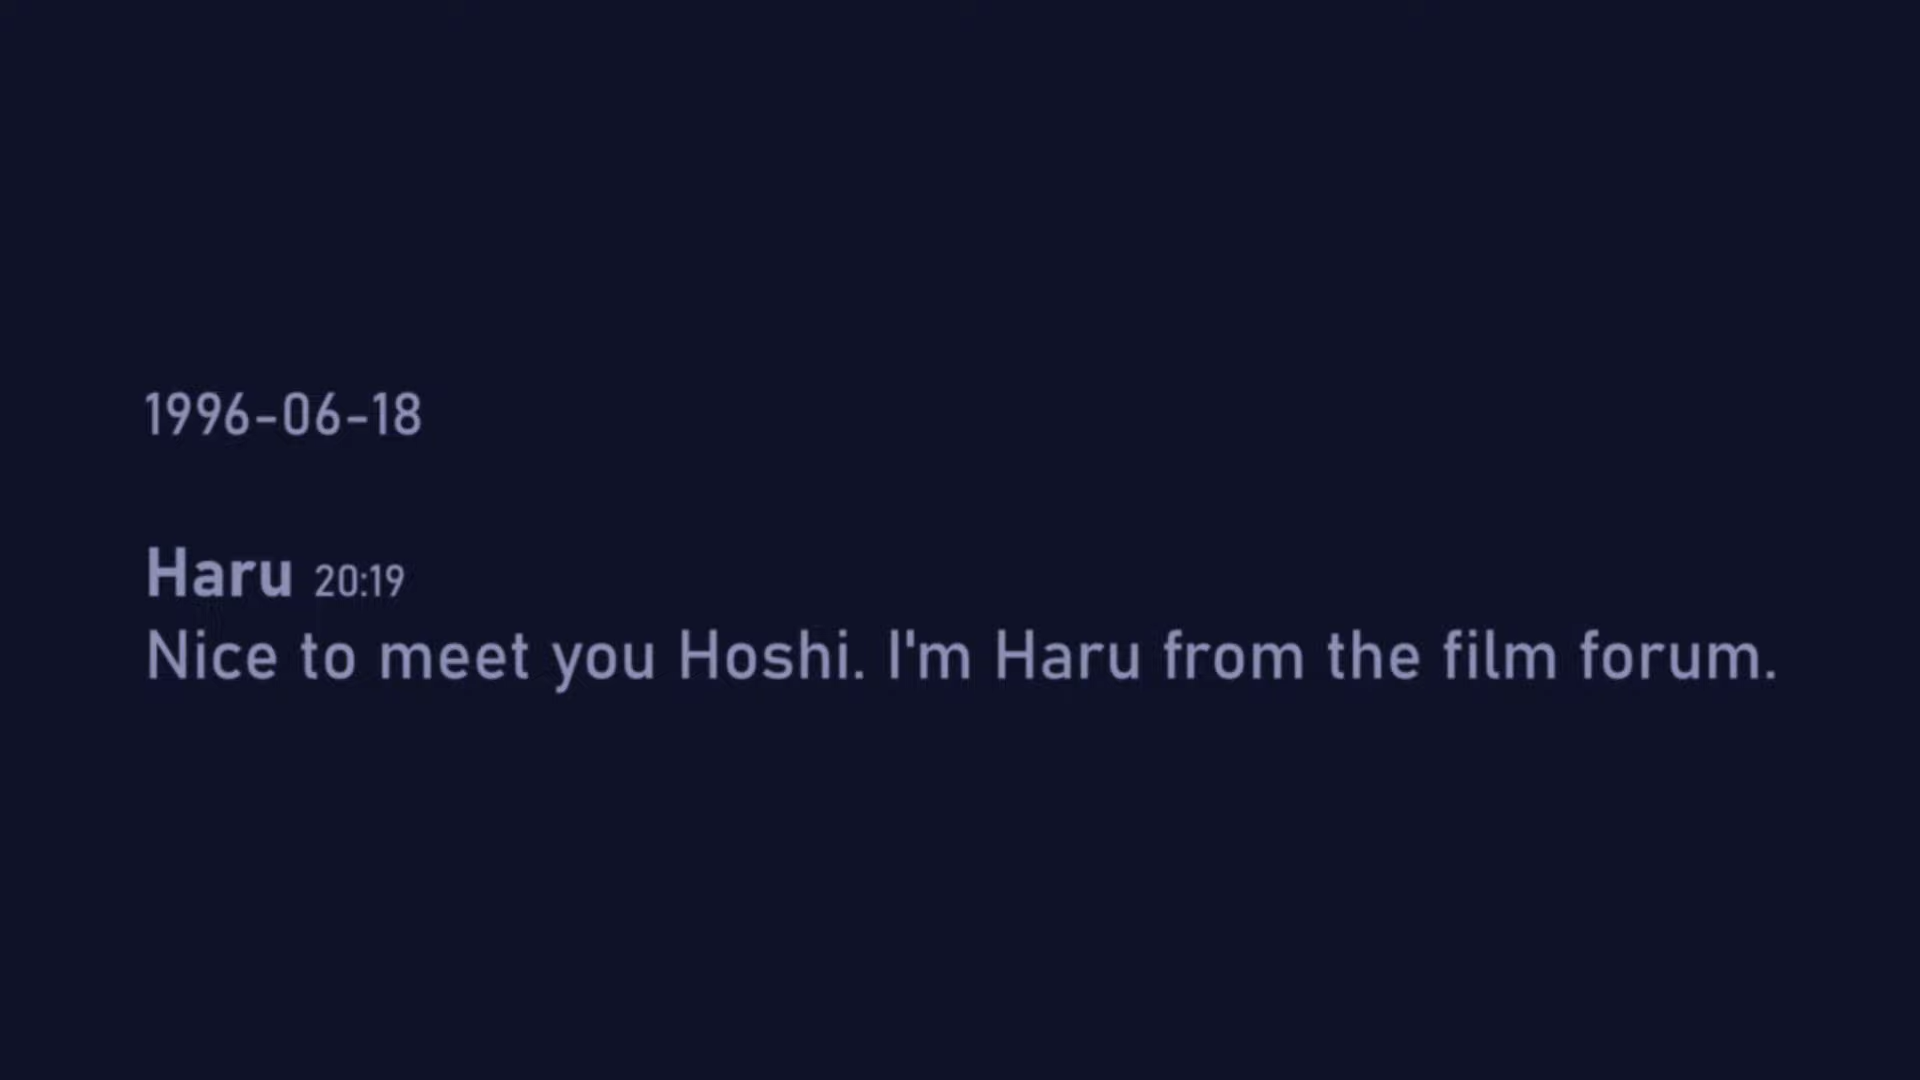 1996-06-18
Haru 20:19
Nice to meet you Hoshi. I'm Haru from the film forum.